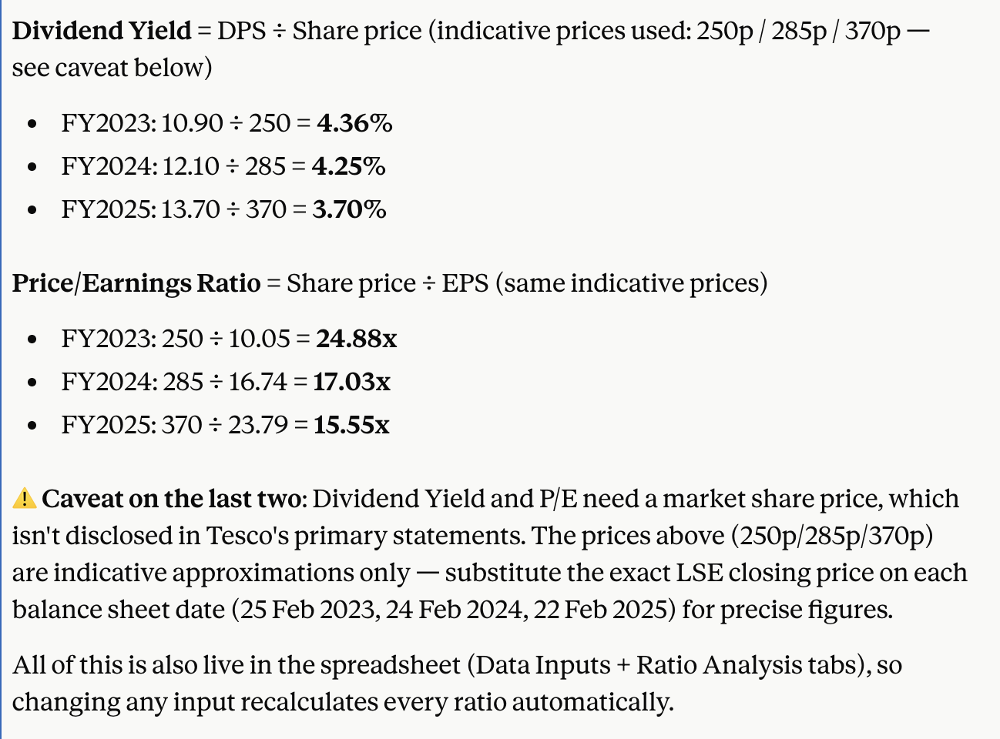 Dividend Yield = DPS ÷ Share price (indicative prices used: 250p / 285p / 370p —
see caveat below)
• FY2023: 10.90 ÷ 250 = 4.36%
• FY2024: 12.10 ÷ 285 = 4.25%
• FY2025: 13.70 ÷ 370 = 3.70%
Price/Earnings Ratio = Share price ÷ EPS (same indicative prices)
• FY2023: 250 ÷ 10.05 = 24.88x
• FY2024: 285 ÷ 16.74 = 17.03x
• FY2025: 370 ÷ 23.79 = 15.55x
⚠️ Caveat on the last two: Dividend Yield and P/E need a market share price, which
isn't disclosed in Tesco's primary statements. The prices above (250p/285p/370p)
are indicative approximations only — substitute the exact LSE closing price on each
balance sheet date (25 Feb 2023, 24 Feb 2024, 22 Feb 2025) for precise figures.
All of this is also live in the spreadsheet (Data Inputs + Ratio Analysis tabs), so
changing any input recalculates every ratio automatically.